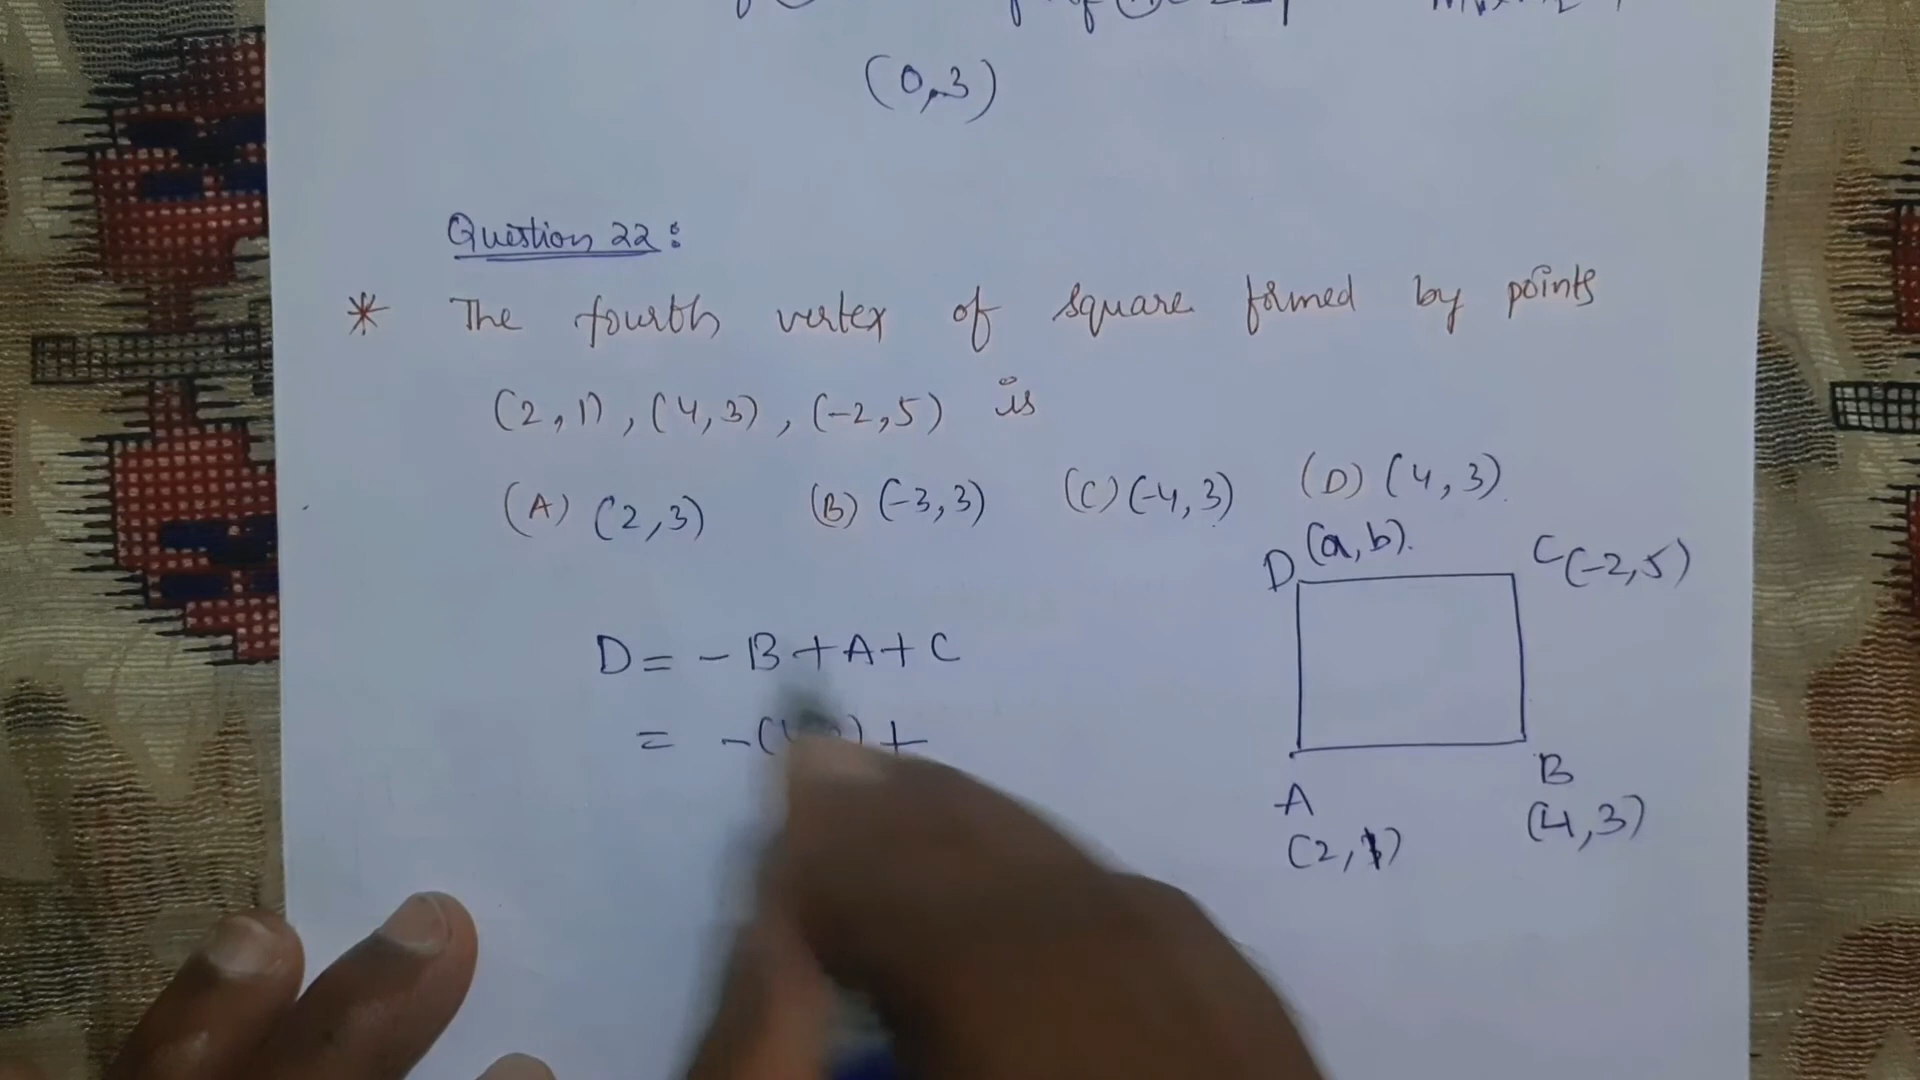 (0,3)
Question 22:
* The fourth vertex of square formed by points
(2,1), (4,3), (-2,5) is
(A) (2,3) (B) (-3,3) (C) (-4,3) (D) (4,3).
D (a,b). C (-2,5)
D = - B + A + C
= -( ) +
A B
(2,1) (4,3)